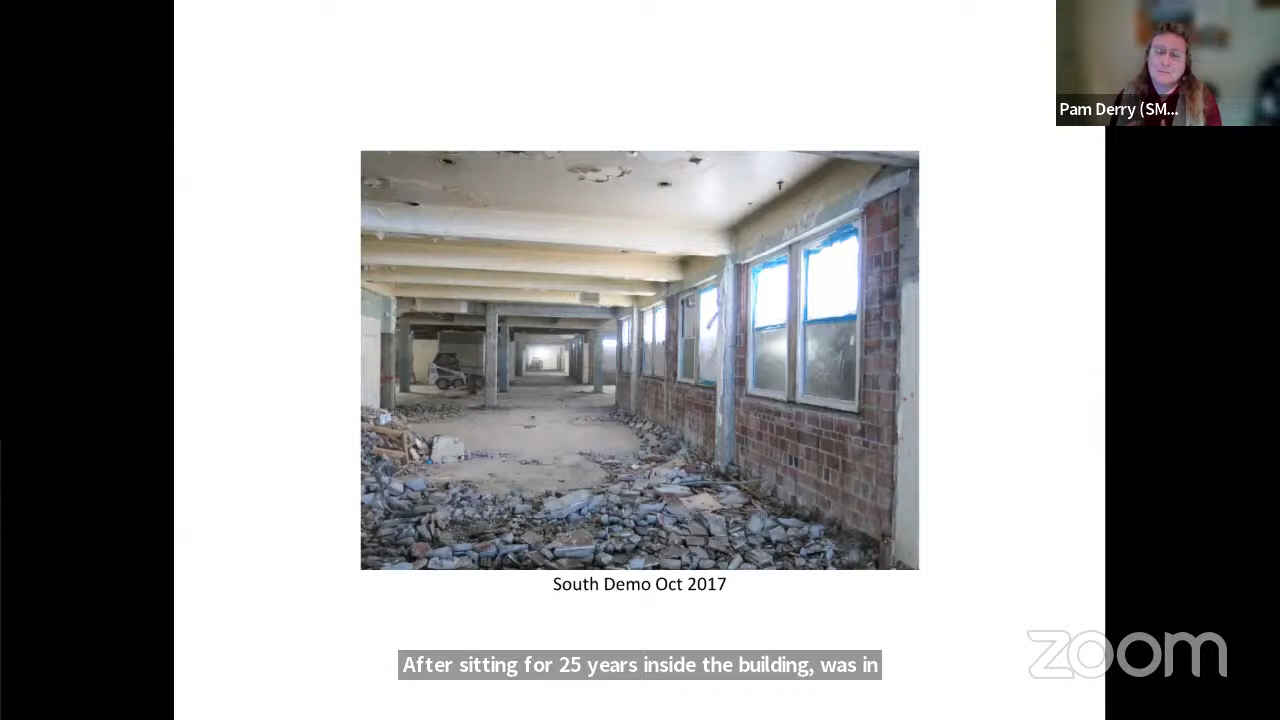 Pam Derry (SM...
South Demo Oct 2017
After sitting for 25 years inside the building, was in
zoom